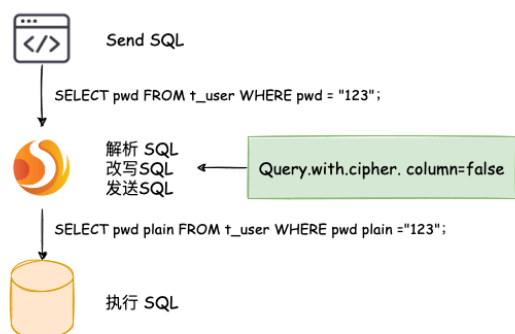 Send SQL
SELECT pwd FROM t_user WHERE pwd = "123";
解析 SQL
改写SQL
发送SQL
Query.with.cipher. column=false
SELECT pwd plain FROM t_user WHERE pwd plain ="123";
执行 SQL